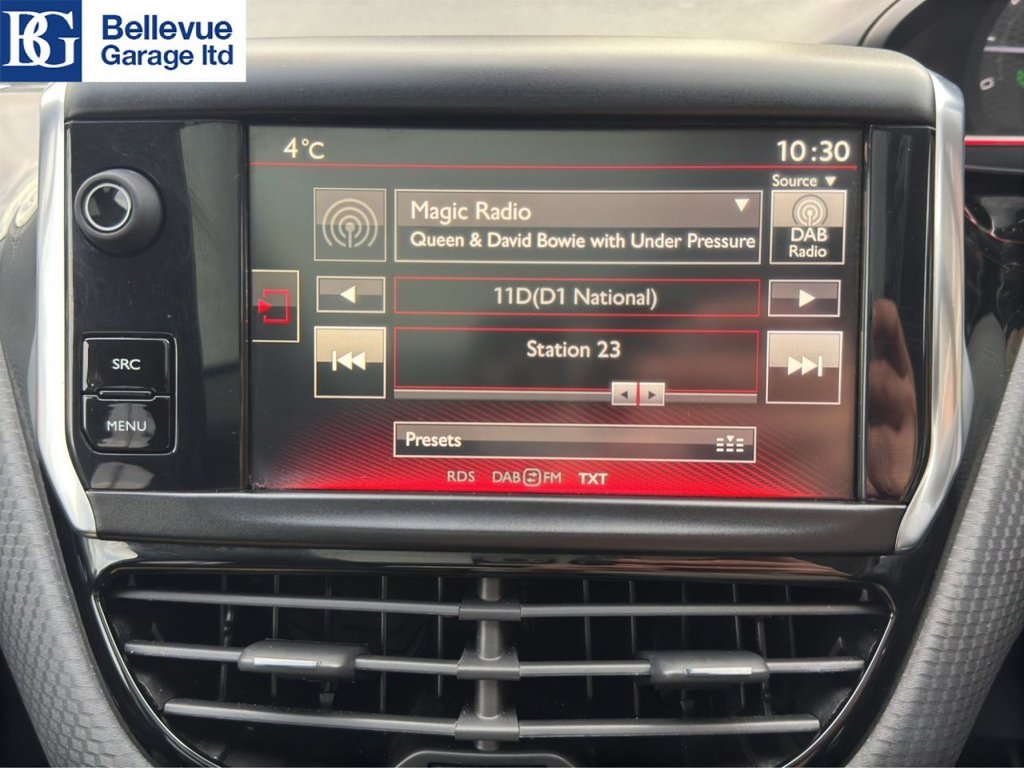 BG
Bellevue
Garage ltd
4°C
10:30
Source ▼
Magic Radio
Queen & David Bowie with Under Pressure
DAB
Radio
11D(D1 National)
Station 23
SRC
MENU
Presets
RDS DAB FM TXT